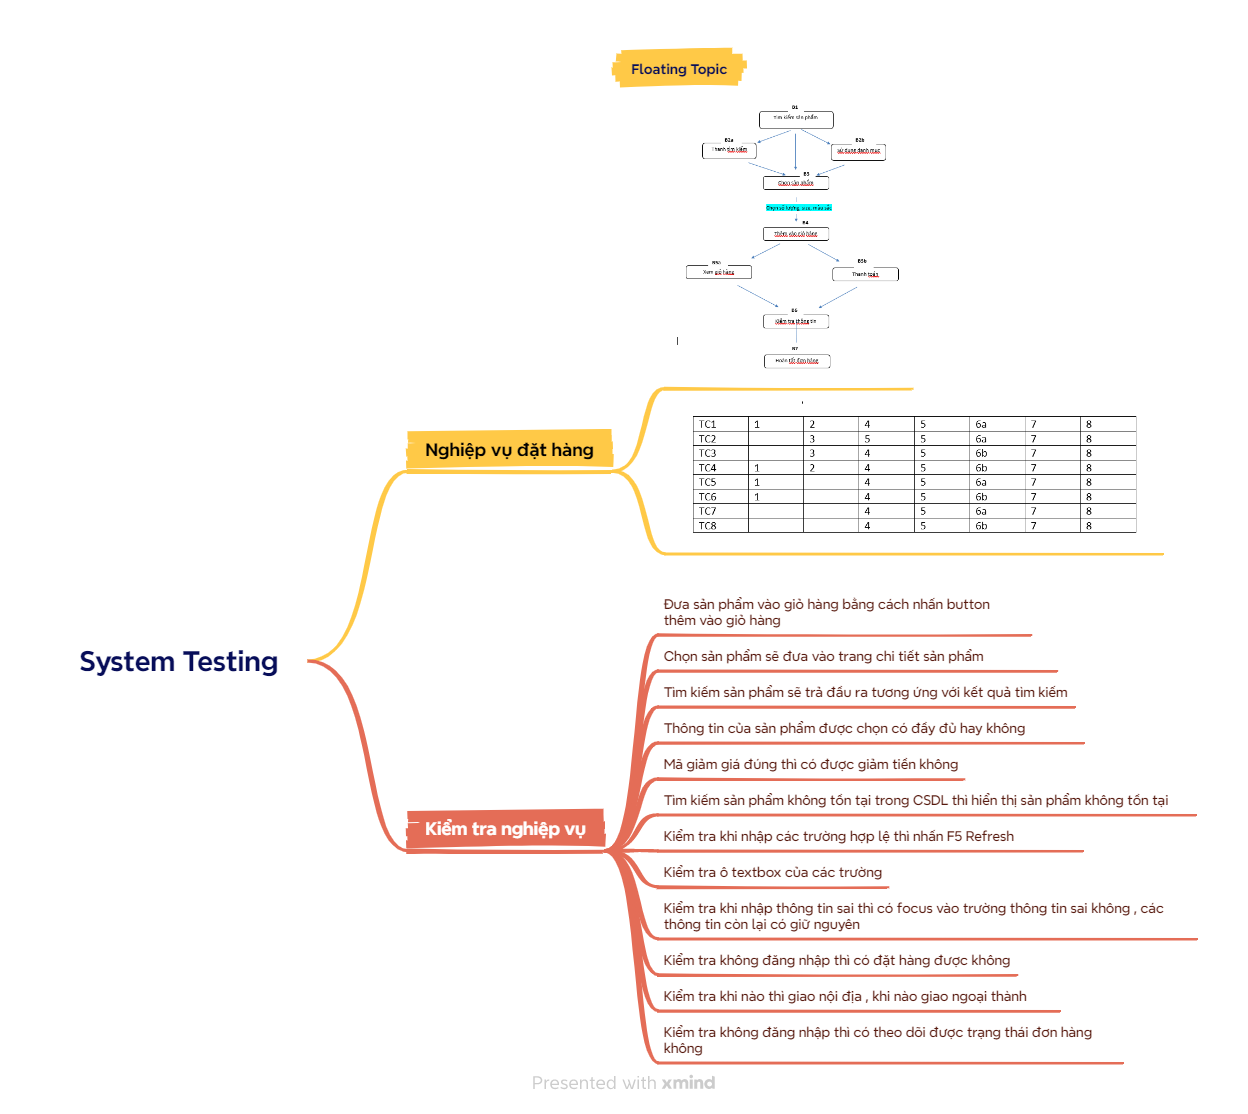 Floating Topic
B1
Tìm kiếm sản phẩm
B2a
B2b
Thanh tìm kiếm
sử dụng danh mục
B3
Chọn sản phẩm
Chọn số lượng, size, màu sắc
B4
Thêm vào giỏ hàng
B5a
B5b
Xem giỏ hàng
Thanh toán
B6
Kiểm tra thông tin
B7
Hoàn tất đơn hàng
TC1 1 2 4 5 6a 7 8
TC2 3 5 5 6a 7 8
TC3 3 4 5 6b 7 8
TC4 1 2 4 5 6b 7 8
TC5 1 4 5 6a 7 8
TC6 1 4 5 6b 7 8
TC7 4 5 6a 7 8
TC8 4 5 6b 7 8
Nghiệp vụ đặt hàng
System Testing
Kiểm tra nghiệp vụ
Đưa sản phẩm vào giỏ hàng bằng cách nhấn button
thêm vào giỏ hàng
Chọn sản phẩm sẽ đưa vào trang chi tiết sản phẩm
Tìm kiếm sản phẩm sẽ trả đầu ra tương ứng với kết quả tìm kiếm
Thông tin của sản phẩm được chọn có đầy đủ hay không
Mã giảm giá đúng thì có được giảm tiền không
Tìm kiếm sản phẩm không tồn tại trong CSDL thì hiển thị sản phẩm không tồn tại
Kiểm tra khi nhập các trường hợp lệ thì nhấn F5 Refresh
Kiểm tra ô textbox của các trường
Kiểm tra khi nhập thông tin sai thì có focus vào trường thông tin sai không , các
thông tin còn lại có giữ nguyên
Kiểm tra không đăng nhập thì có đặt hàng được không
Kiểm tra khi nào thì giao nội địa , khi nào giao ngoại thành
Kiểm tra không đăng nhập thì có theo dõi được trạng thái đơn hàng
không
Presented with xmind